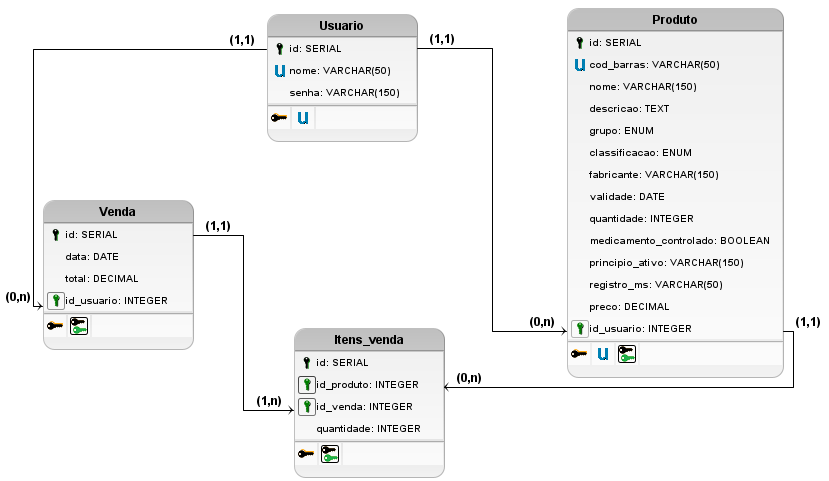 Usuario
id: SERIAL
nome: VARCHAR(50)
senha: VARCHAR(150)
(1,1)
(1,1)
Produto
id: SERIAL
cod_barras: VARCHAR(50)
nome: VARCHAR(150)
descricao: TEXT
grupo: ENUM
classificacao: ENUM
fabricante: VARCHAR(150)
validade: DATE
quantidade: INTEGER
medicamento_controlado: BOOLEAN
principio_ativo: VARCHAR(150)
registro_ms: VARCHAR(50)
preco: DECIMAL
id_usuario: INTEGER
(0,n)
(1,1)
Venda
id: SERIAL
data: DATE
total: DECIMAL
id_usuario: INTEGER
(0,n)
(1,1)
Itens_venda
id: SERIAL
id_produto: INTEGER
id_venda: INTEGER
quantidade: INTEGER
(1,n)
(0,n)